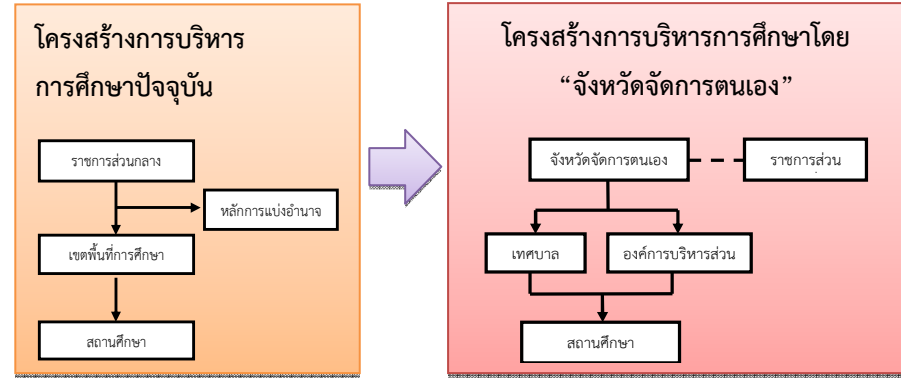 โครงสร้างการบริหาร
การศึกษาปัจจุบัน
ราชการส่วนกลาง
หลักการแบ่งอำนาจ
เขตพื้นที่การศึกษา
สถานศึกษา
โครงสร้างการบริหารการศึกษาโดย
“จังหวัดจัดการตนเอง”
จังหวัดจัดการตนเอง
ราชการส่วน
เทศบาล
องค์การบริหารส่วน
สถานศึกษา